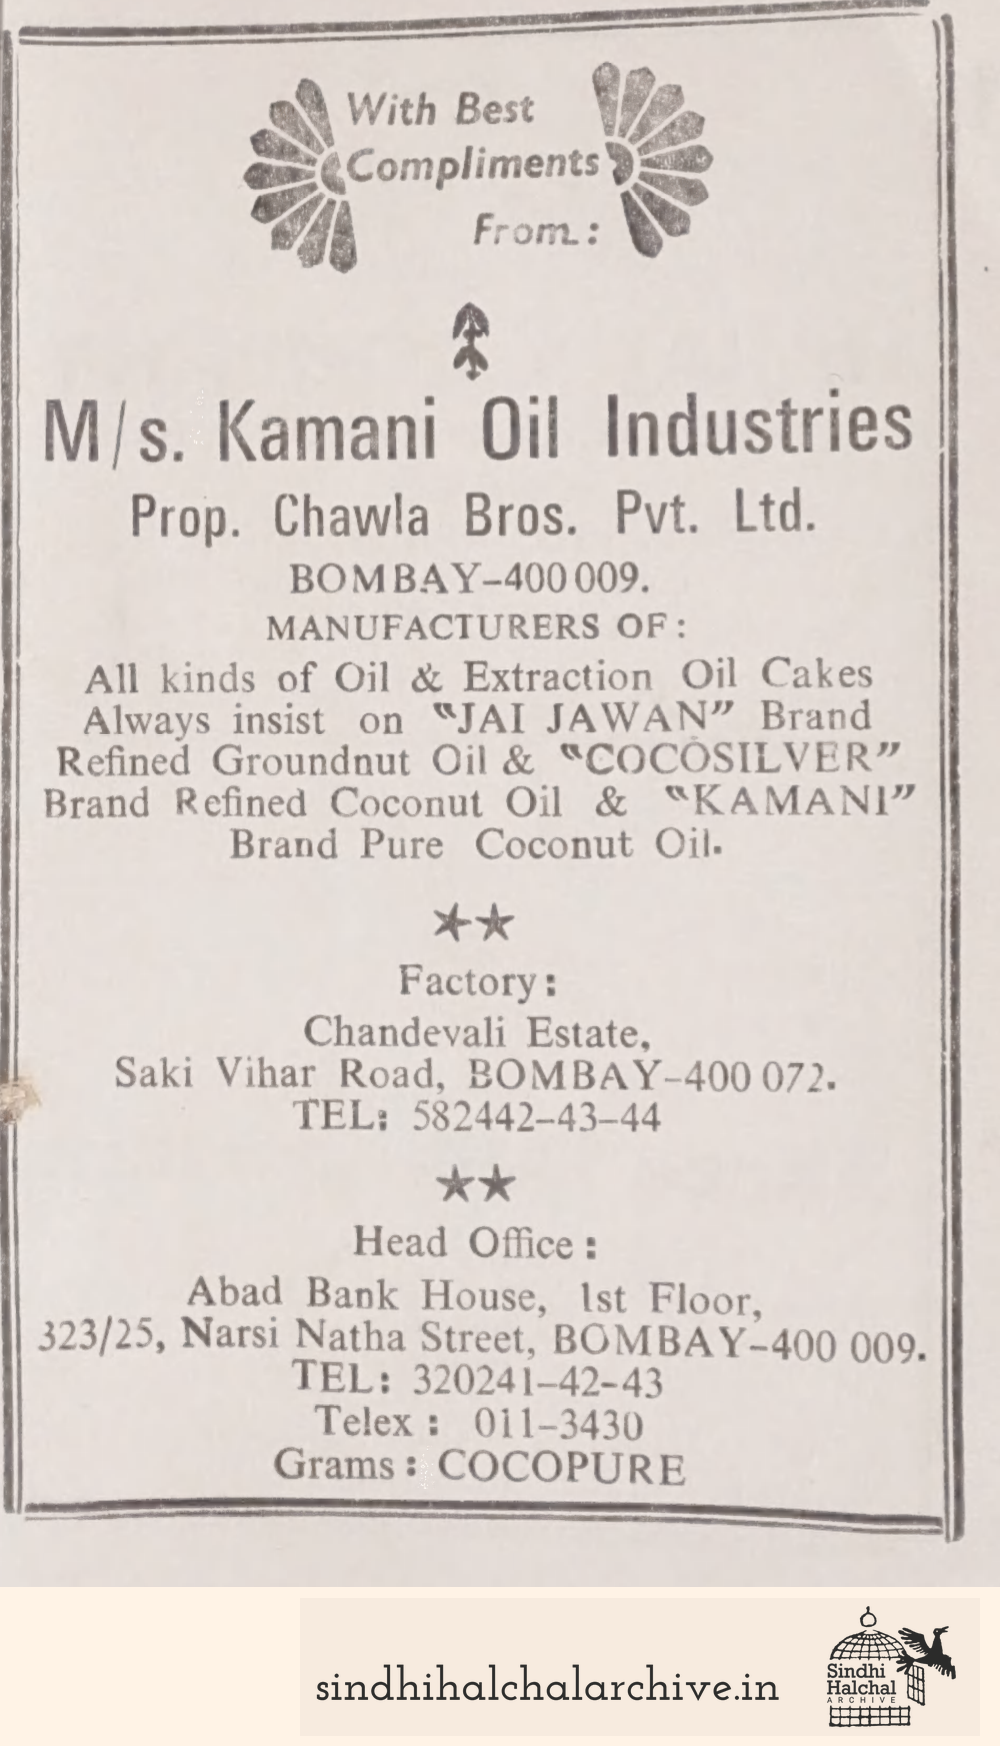 With Best
Compliments
From :
M/s. Kamani Oil Industries
Prop. Chawla Bros. Pvt. Ltd.
BOMBAY-400 009.
MANUFACTURERS OF :
All kinds of Oil & Extraction Oil Cakes
Always insist on "JAI JAWAN" Brand
Refined Groundnut Oil & "COCOSILVER"
Brand Refined Coconut Oil & "KAMANI"
Brand Pure Coconut Oil.
Factory :
Chandevali Estate,
Saki Vihar Road, BOMBAY-400 072.
TEL: 582442-43-44
Head Office :
Abad Bank House, 1st Floor,
323/25, Narsi Natha Street, BOMBAY-400 009.
TEL: 320241-42-43
Telex : 011-3430
Grams : COCOPURE
sindhihalchalarchive.in
Sindhi
Halchal
ARCHIVE